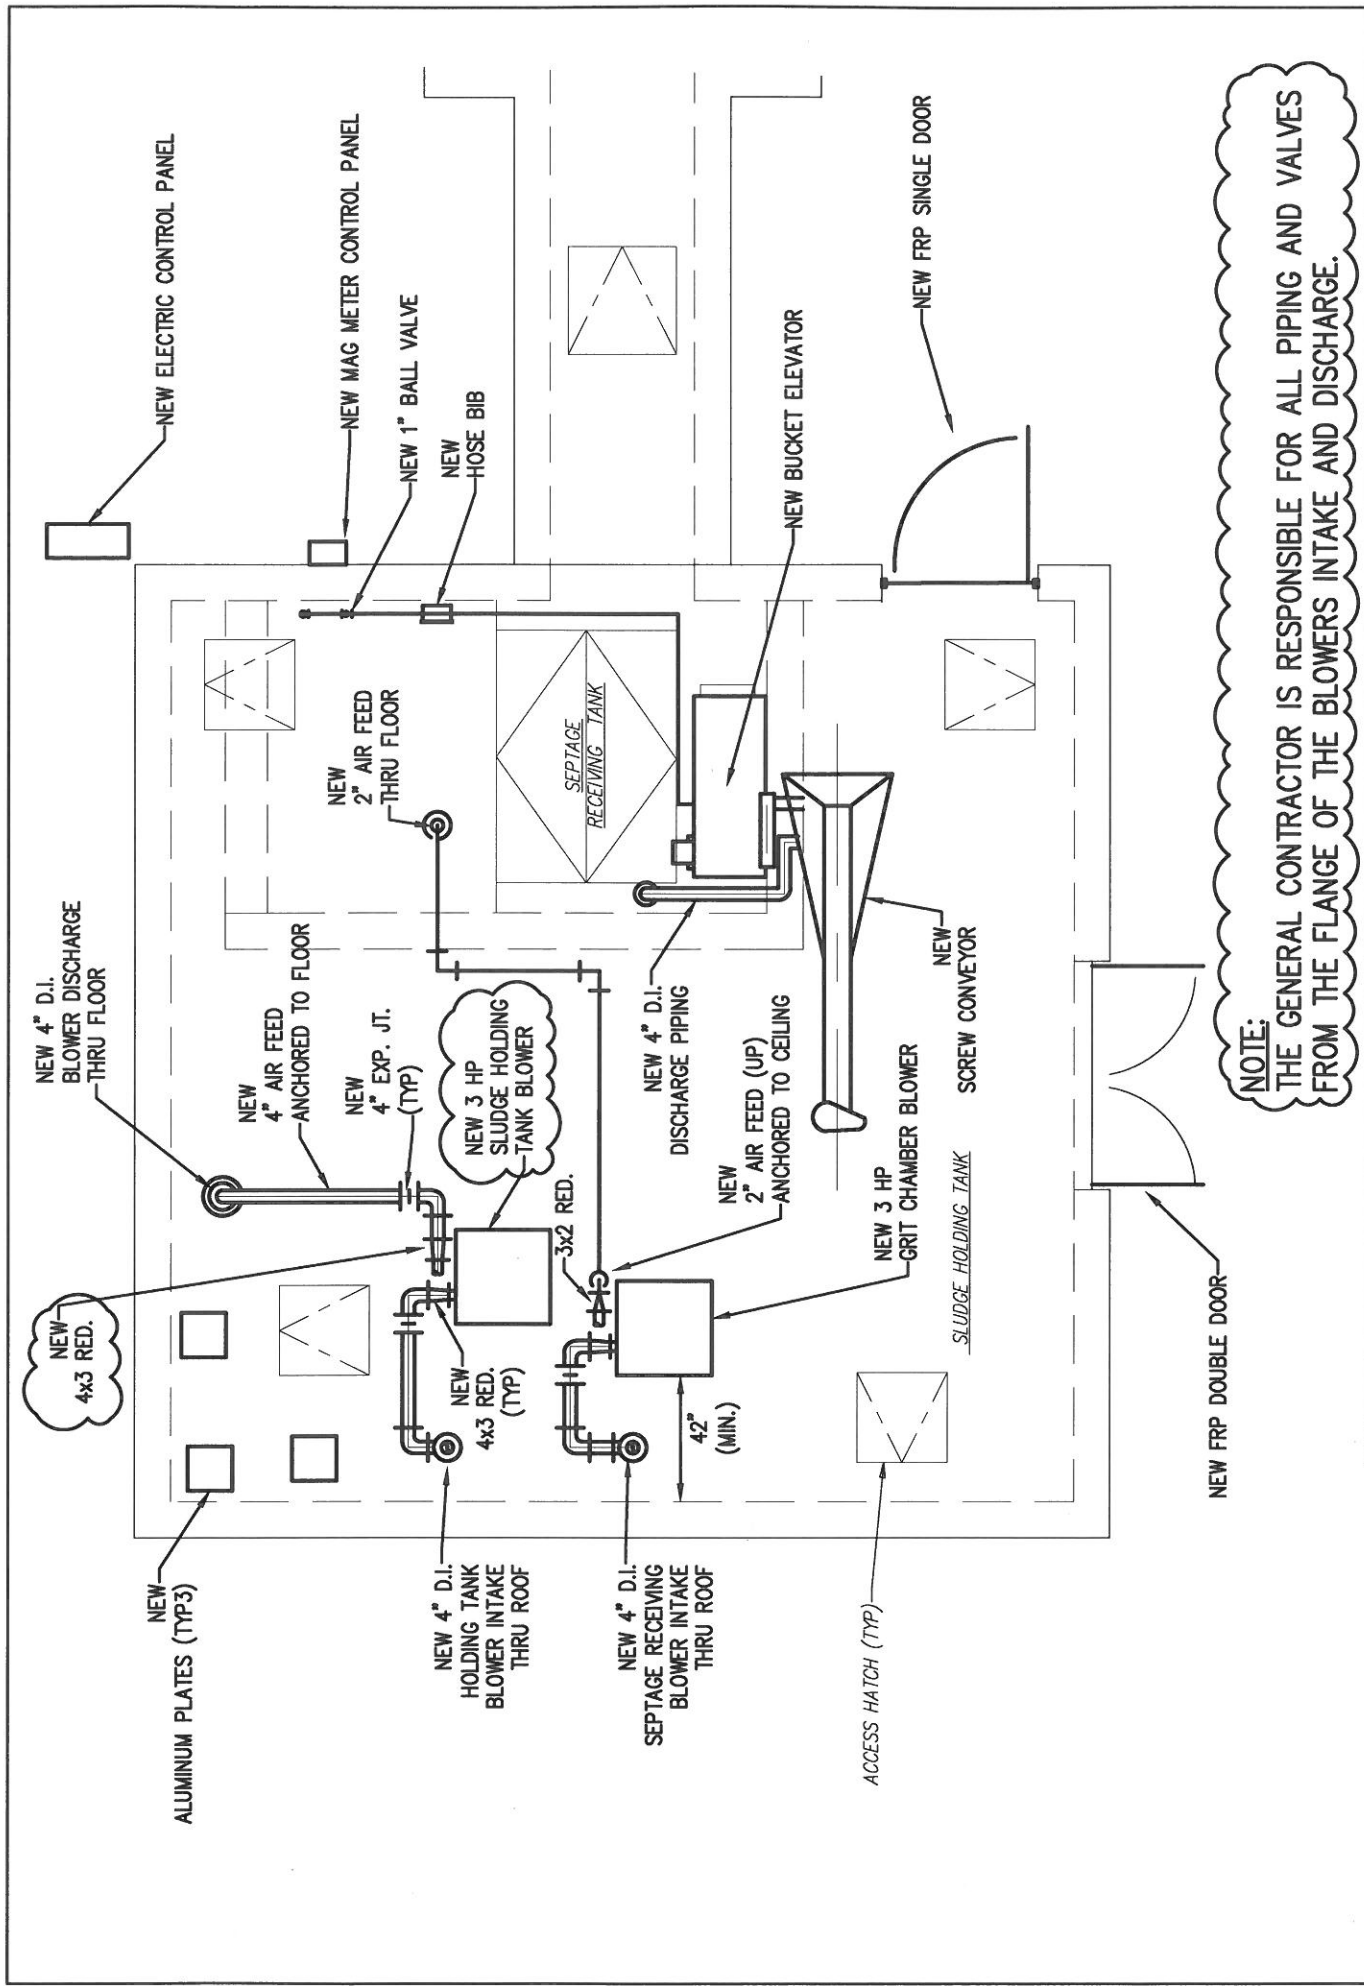 NEW
ALUMINUM PLATES (TYP3)
NEW
4x3 RED.
NEW 4" D.I.
BLOWER DISCHARGE
THRU FLOOR
NEW
4" AIR FEED
ANCHORED TO FLOOR
NEW
4" EXP. JT.
(TYP)
NEW
2" AIR FEED
THRU FLOOR
NEW ELECTRIC CONTROL PANEL
NEW MAG METER CONTROL PANEL
NEW 1" BALL VALVE
NEW
HOSE BIB
NEW 4" D.I.
HOLDING TANK
BLOWER INTAKE
THRU ROOF
NEW
4x3 RED.
(TYP)
NEW 3 HP
SLUDGE HOLDING
TANK BLOWER
3x2 RED.
SEPTAGE
RECEIVING TANK
NEW 4" D.I.
SEPTAGE RECEIVING
BLOWER INTAKE
THRU ROOF
42"
(MIN.)
NEW 4" D.I.
DISCHARGE PIPING
NEW
2" AIR FEED (UP)
ANCHORED TO CEILING
NEW BUCKET ELEVATOR
NEW 3 HP
GRIT CHAMBER BLOWER
NEW
SCREW CONVEYOR
NEW FRP SINGLE DOOR
ACCESS HATCH (TYP)
SLUDGE HOLDING TANK
NEW FRP DOUBLE DOOR
NOTE:
THE GENERAL CONTRACTOR IS RESPONSIBLE FOR ALL PIPING AND VALVES
FROM THE FLANGE OF THE BLOWERS INTAKE AND DISCHARGE.